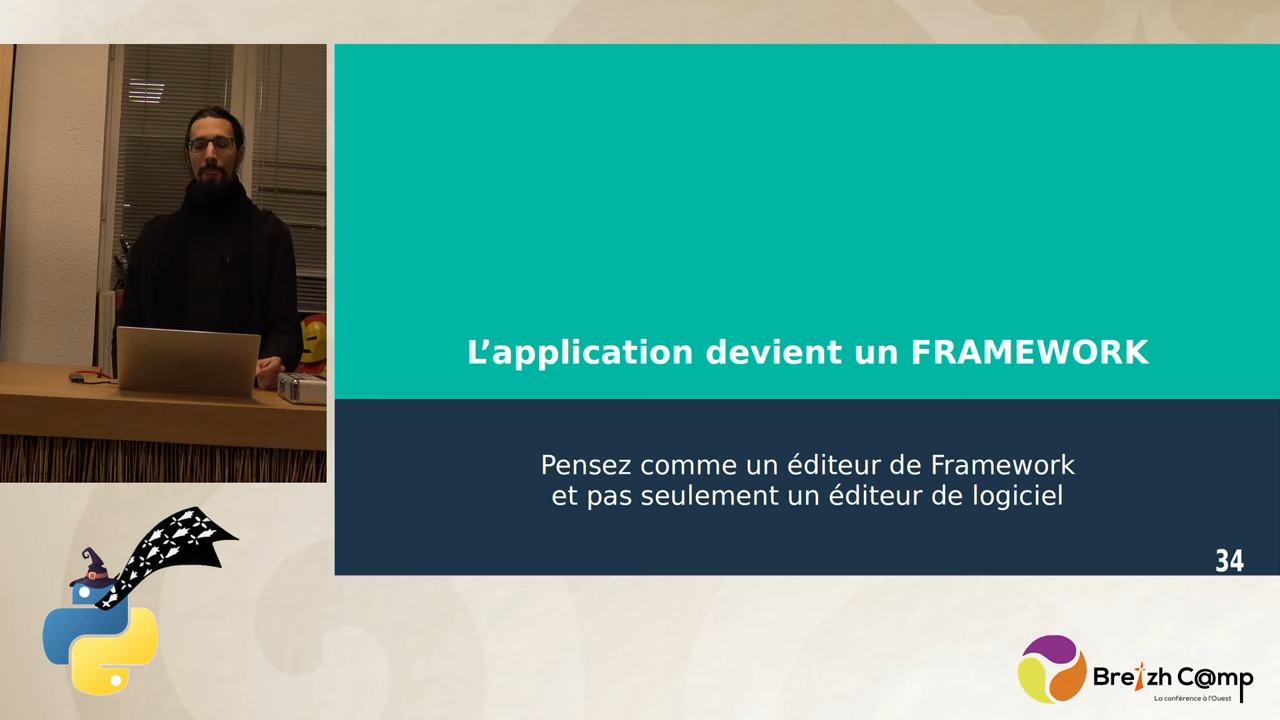 L’application devient un FRAMEWORK
Pensez comme un éditeur de Framework
et pas seulement un éditeur de logiciel
34
Breizh C@mp
La conférence à l'Ouest